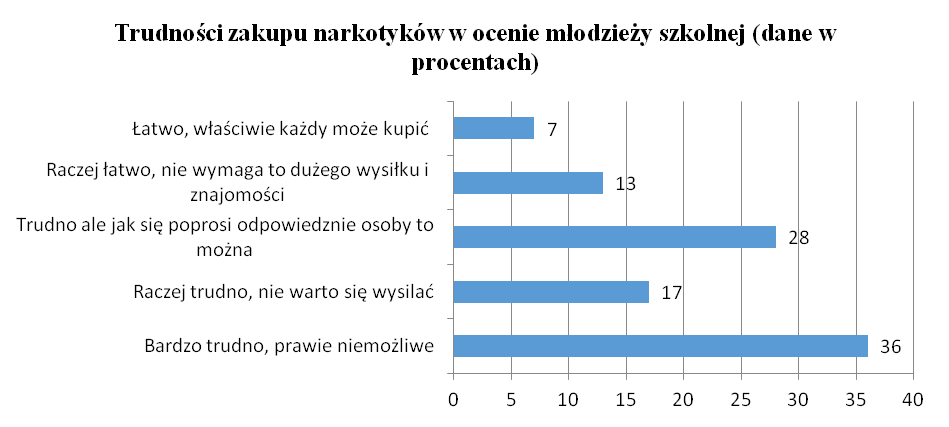 Trudności zakupu narkotyków w ocenie młodzieży szkolnej (dane w
procentach)
Łatwo, właściwie każdy może kupić
7
Raczej łatwo, nie wymaga to dużego wysiłku i
znajomości
13
Trudno ale jak się poprosi odpowiedznie osoby to
można
28
Raczej trudno, nie warto się wysilać
17
Bardzo trudno, prawie niemożliwe
36
0 5 10 15 20 25 30 35 40